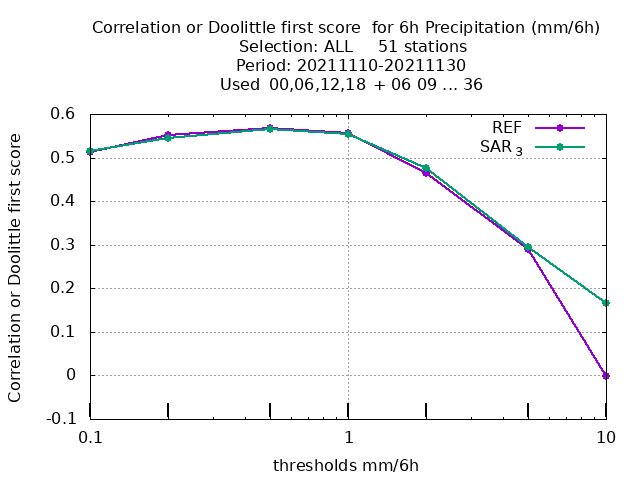 Correlation or Doolittle first score  for 6h Precipitation (mm/6h)
Selection: ALL     51 stations
Period: 20211110-20211130
Used  00,06,12,18 + 06 09 ... 36
Correlation or Doolittle first score
0.6
0.5
0.4
0.3
0.2
0.1
0
-0.1
REF
SAR 3
0.1
1
10
thresholds mm/6h